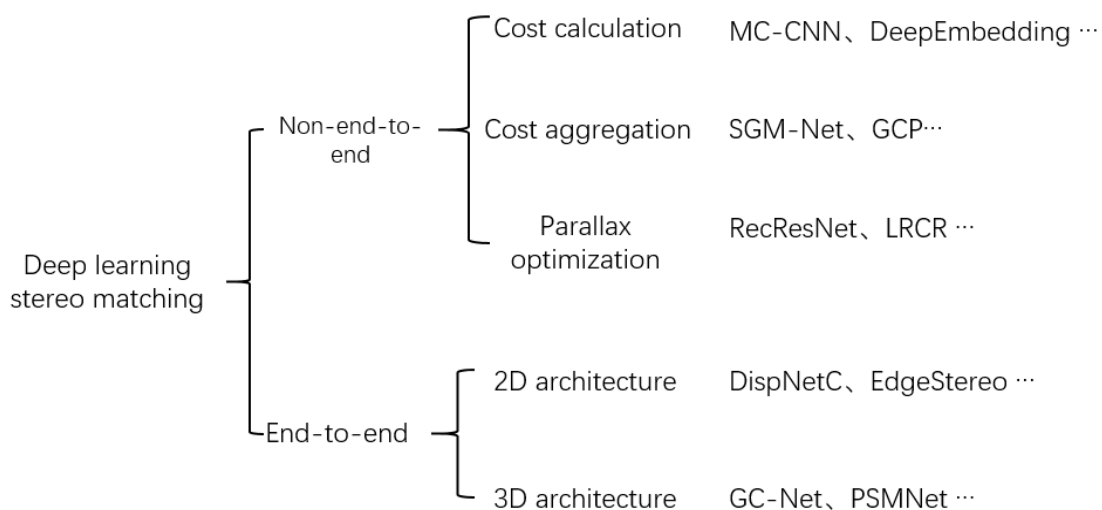 Cost calculation MC-CNN、DeepEmbedding ···
Non-end-to-
end
Cost aggregation SGM-Net、GCP···
Parallax
optimization
RecResNet、LRCR ···
Deep learning
stereo matching
2D architecture DispNetC、EdgeStereo ···
End-to-end
3D architecture GC-Net、PSMNet ···